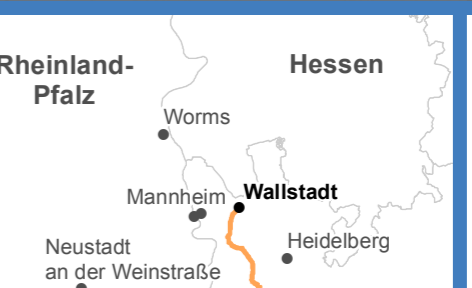 Rheinland-
Pfalz
Hessen
Worms
Mannheim
Wallstadt
Heidelberg
Neustadt
an der Weinstraße